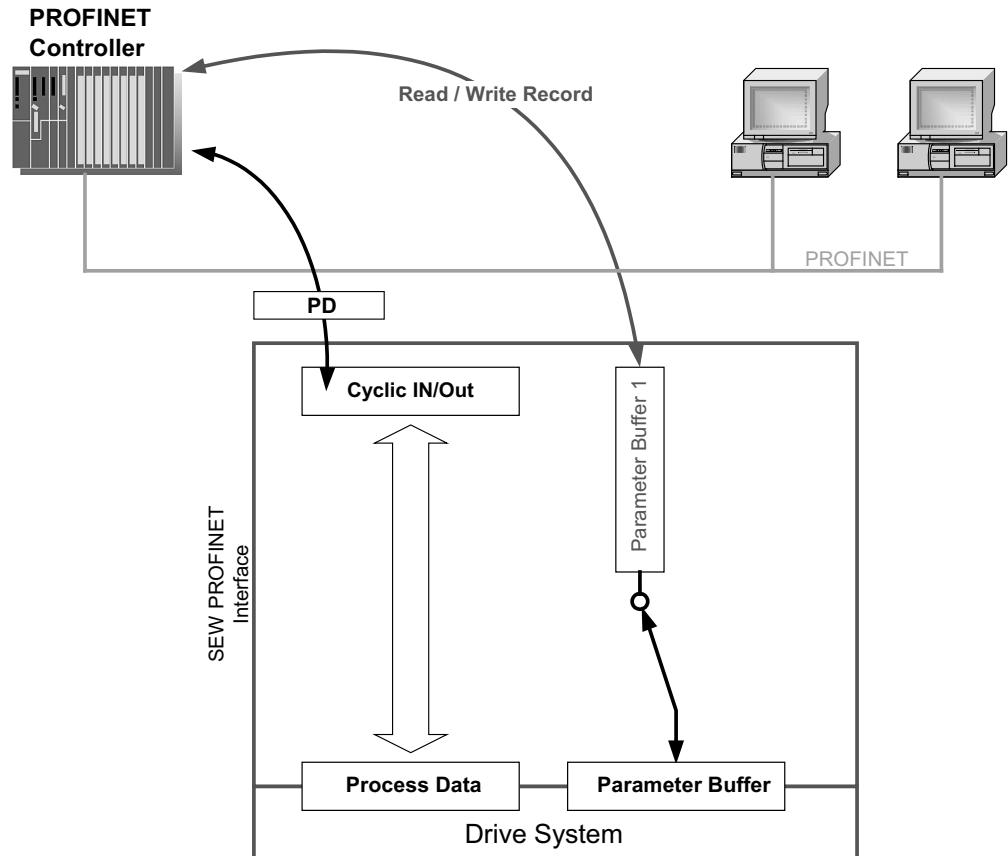 PROFINET
Controller
Read / Write Record
PROFINET
PD
Cyclic IN/Out
Parameter Buffer 1
SEW PROFINET
Interface
Process Data
Parameter Buffer
Drive System